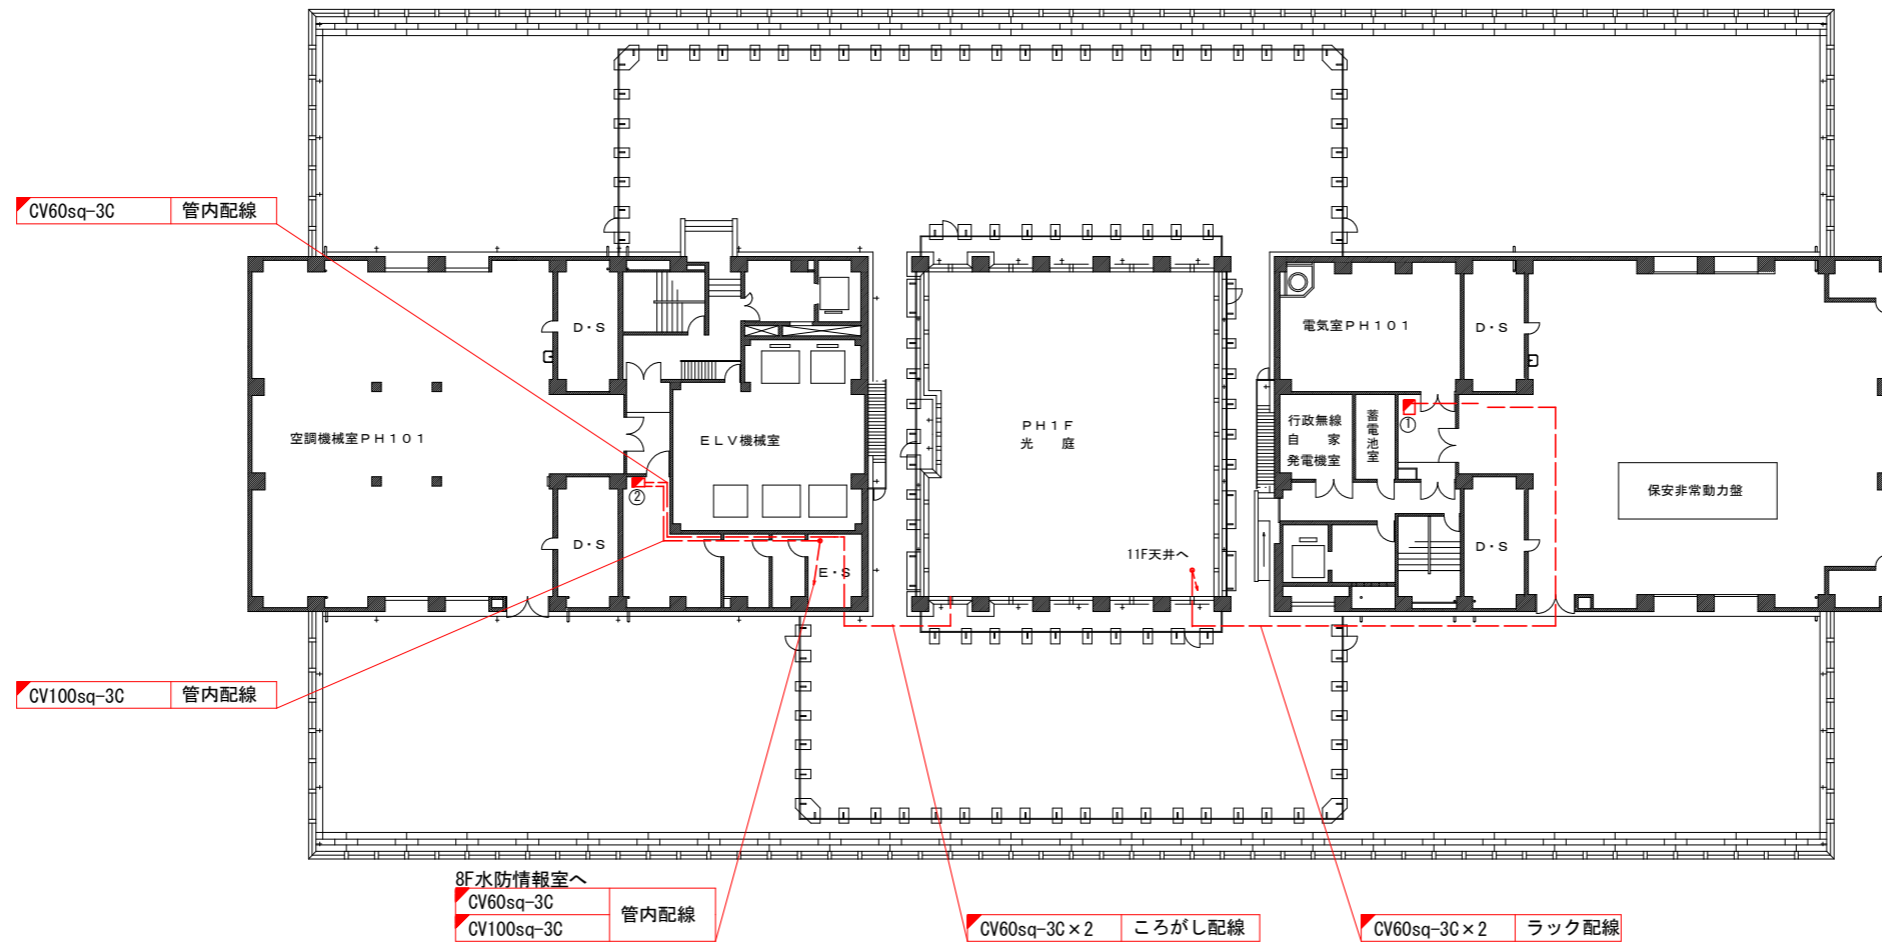 CV60sq-3C 管内配線
D・S
電気室PH101
D・S
空調機械室PH101
ELV機械室
PH1F
光 庭
行政無線
自 家
発電機室
蓄電池室
①
②
保安非常動力盤
D・S
E・S
11F天井へ
D・S
CV100sq-3C 管内配線
8F水防情報室へ
CV60sq-3C
CV100sq-3C
管内配線
CV60sq-3C×2 ころがし配線
CV60sq-3C×2 ラック配線